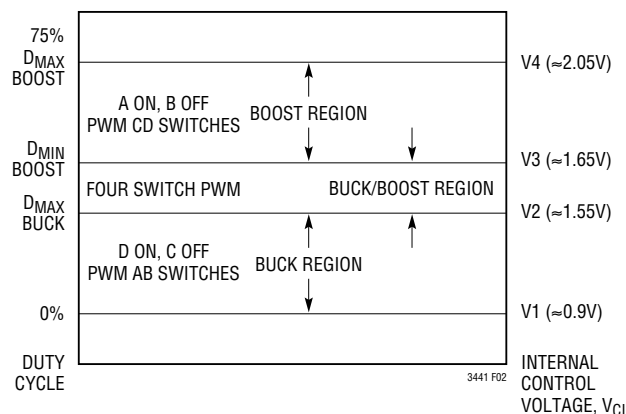 75%
DMAX
BOOST
V4 (≈2.05V)
A ON, B OFF
PWM CD SWITCHES
BOOST REGION
DMIN
BOOST
V3 (≈1.65V)
FOUR SWITCH PWM
BUCK/BOOST REGION
DMAX
BUCK
V2 (≈1.55V)
D ON, C OFF
PWM AB SWITCHES
BUCK REGION
0%
V1 (≈0.9V)
DUTY
CYCLE
3441 F02
INTERNAL
CONTROL
VOLTAGE, VCI